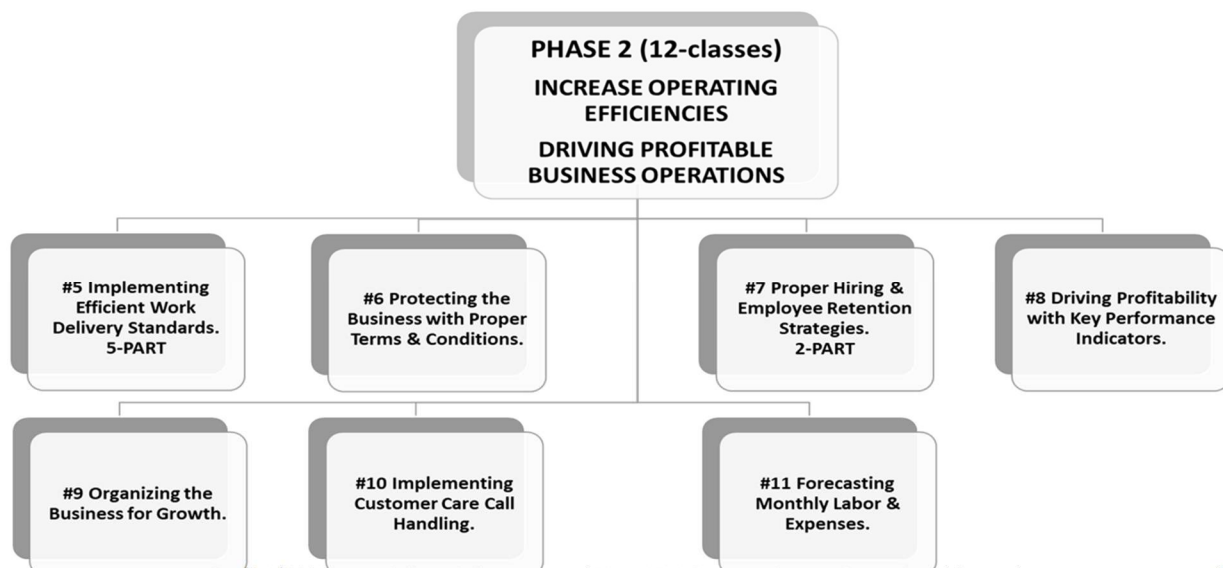 PHASE 2 (12-classes)
INCREASE OPERATING
EFFICIENCIES
DRIVING PROFITABLE
BUSINESS OPERATIONS
#5 Implementing
Efficient Work
Delivery Standards.
5-PART
#6 Protecting the
Business with Proper
Terms & Conditions.
#7 Proper Hiring &
Employee Retention
Strategies.
2-PART
#8 Driving Profitability
with Key Performance
Indicators.
#9 Organizing the
Business for Growth.
#10 Implementing
Customer Care Call
Handling.
#11 Forecasting
Monthly Labor &
Expenses.